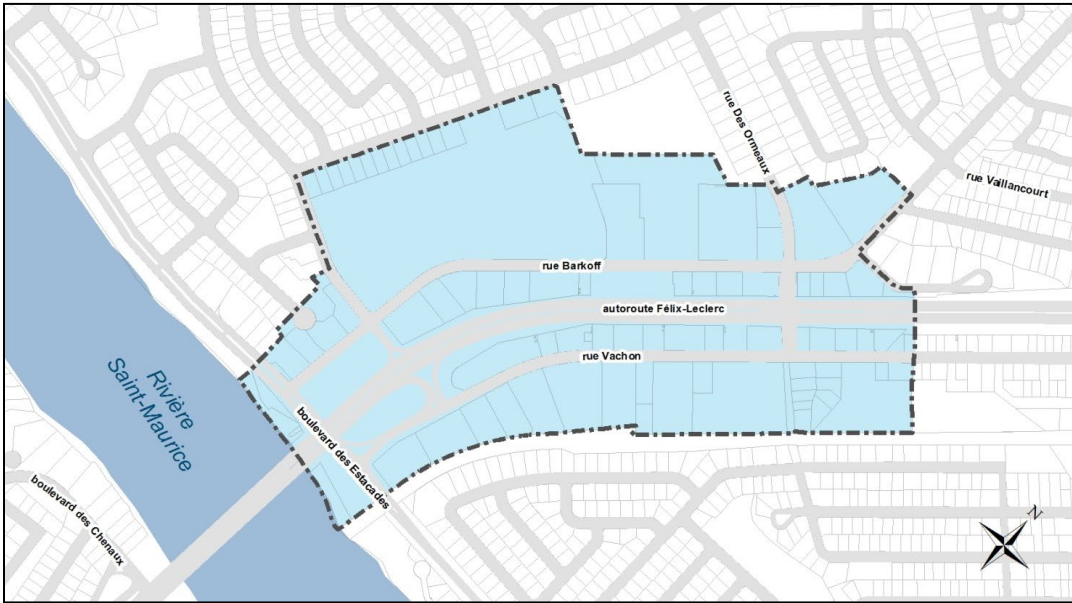 rue Des Ormeaux
rue Vaillancourt
rue Barkoff
autoroute Félix-Leclerc
rue Vachon
Rivière
Saint-Maurice
boulevard des Estacades
boulevard des Chenaux
N